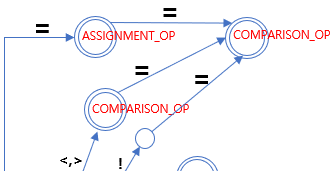 =
= ASSIGNMENT_OP COMPARISON_OP
=
=
COMPARISON_OP
<,> !